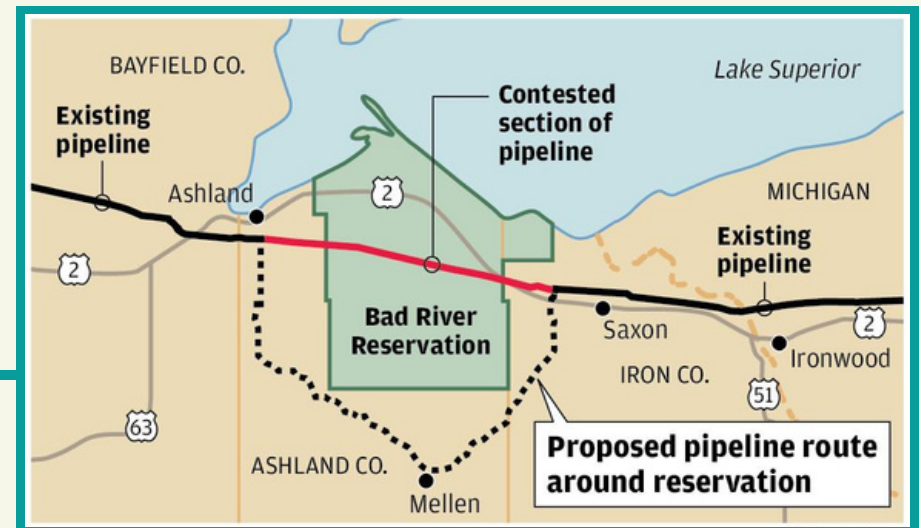 BAYFIELD CO.
Lake Superior
Existing
pipeline
Contested
section of
pipeline
Ashland
2
MICHIGAN
Existing
pipeline
2
Bad River
Reservation
Saxon
2
Ironwood
IRON CO.
51
63
Proposed pipeline route
around reservation
ASHLAND CO.
Mellen